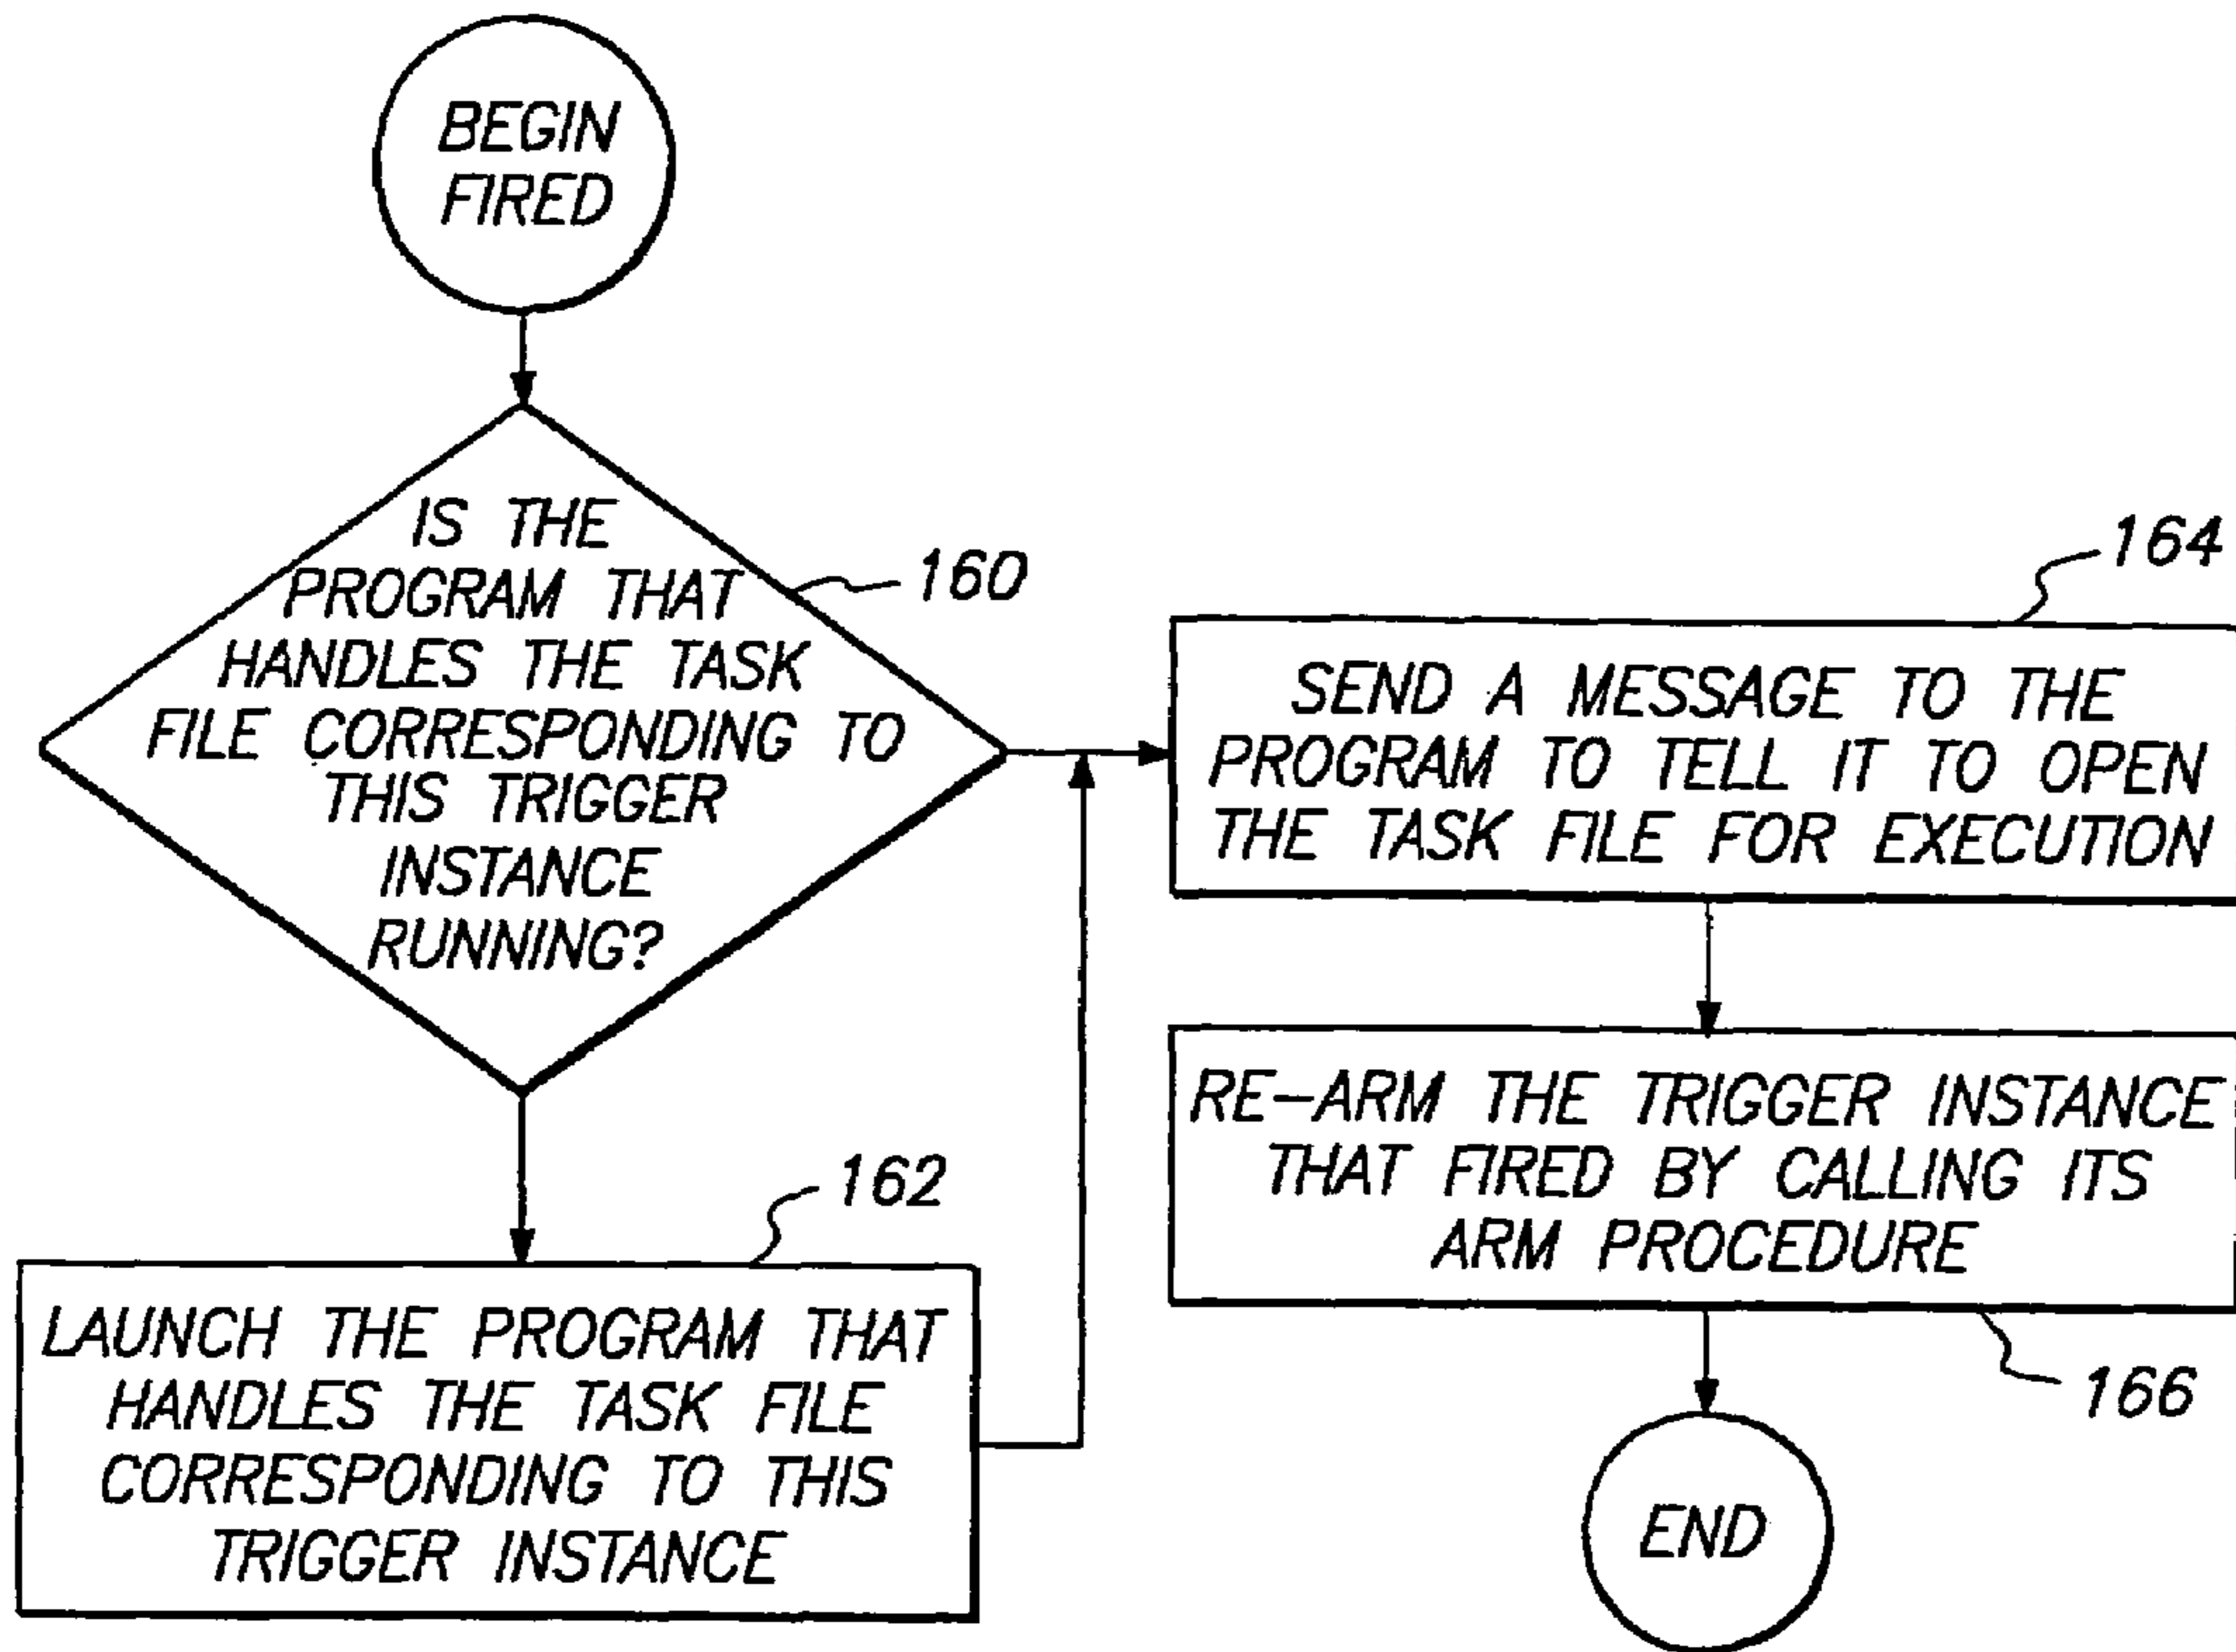 BEGIN
FIRED
IS THE
PROGRAM THAT
HANDLES THE TASK
FILE CORRESPONDING TO
THIS TRIGGER
INSTANCE
RUNNING?
160
162
LAUNCH THE PROGRAM THAT
HANDLES THE TASK FILE
CORRESPONDING TO THIS
TRIGGER INSTANCE
164
SEND A MESSAGE TO THE
PROGRAM TO TELL IT TO OPEN
THE TASK FILE FOR EXECUTION
RE-ARM THE TRIGGER INSTANCE
THAT FIRED BY CALLING ITS
ARM PROCEDURE
166
END